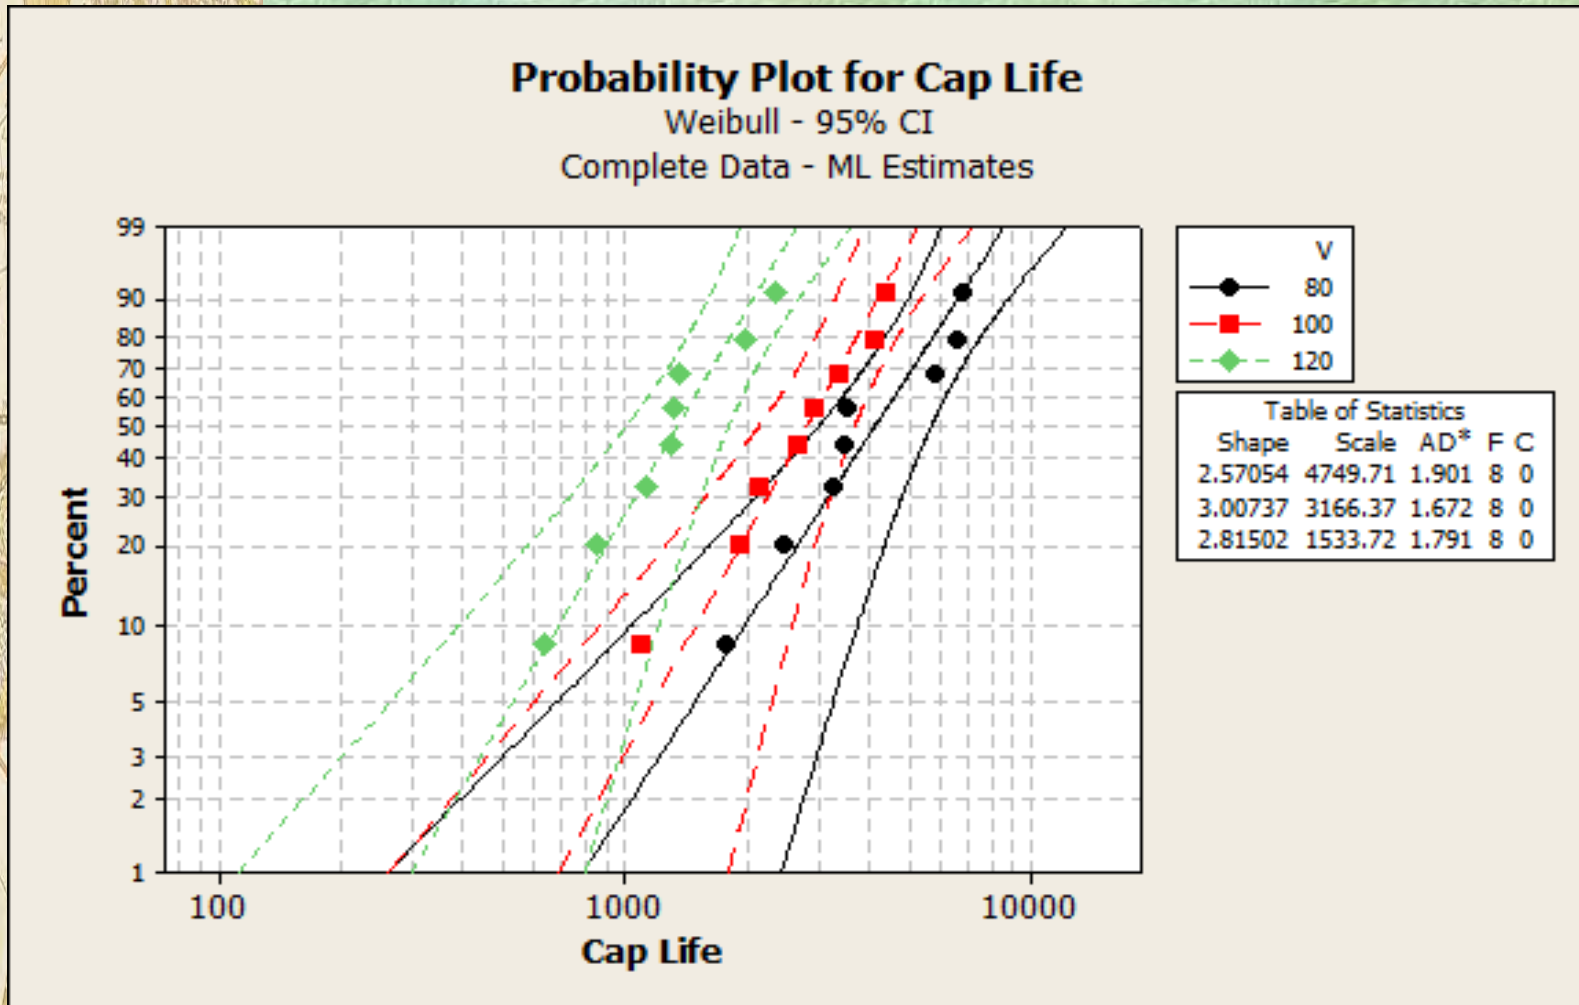 Probability Plot for Cap Life
Weibull - 95% CI
Complete Data - ML Estimates
99
90
80
70
60
50
40
30
20
10
5
3
2
1
Percent
100
1000
10000
Cap Life
V
80
100
120
Table of Statistics
Shape Scale AD* F C
2.57054 4749.71 1.901 8 0
3.00737 3166.37 1.672 8 0
2.81502 1533.72 1.791 8 0